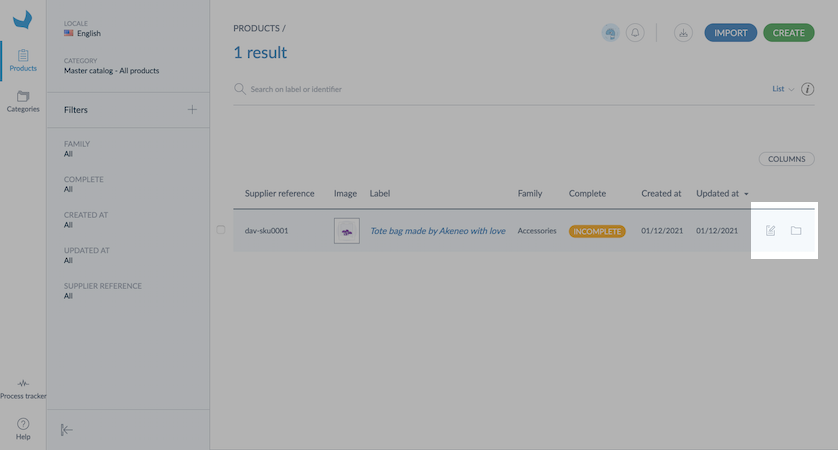 Products
Categories
Process tracker
Help
LOCALE
English
CATEGORY
Master catalog - All products
Filters
FAMILY
All
COMPLETE
All
CREATED AT
All
UPDATED AT
All
SUPPLIER REFERENCE
All
PRODUCTS /
1 result
IMPORT
CREATE
Search on label or identifier
List
i
COLUMNS
Supplier reference Image Label Family Complete Created at Updated at
dav-sku0001 Tote bag made by Akeneo with love Accessories INCOMPLETE 01/12/2021 01/12/2021